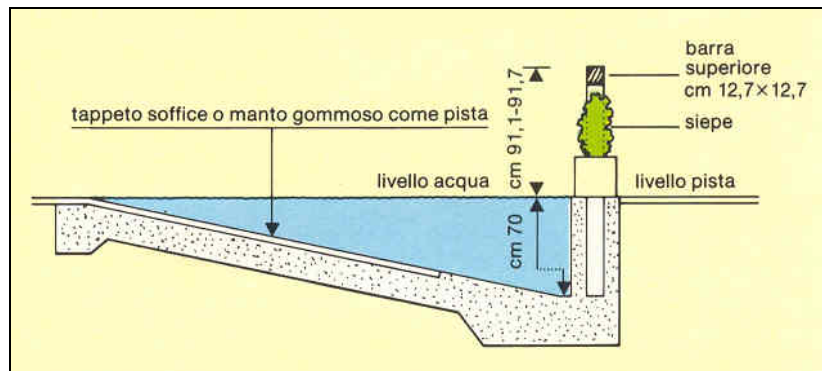 barra
superiore
cm 12,7×12,7
siepe
cm 91,1-91,7
tappeto soffice o manto gommoso come pista
livello acqua
livello pista
cm 70